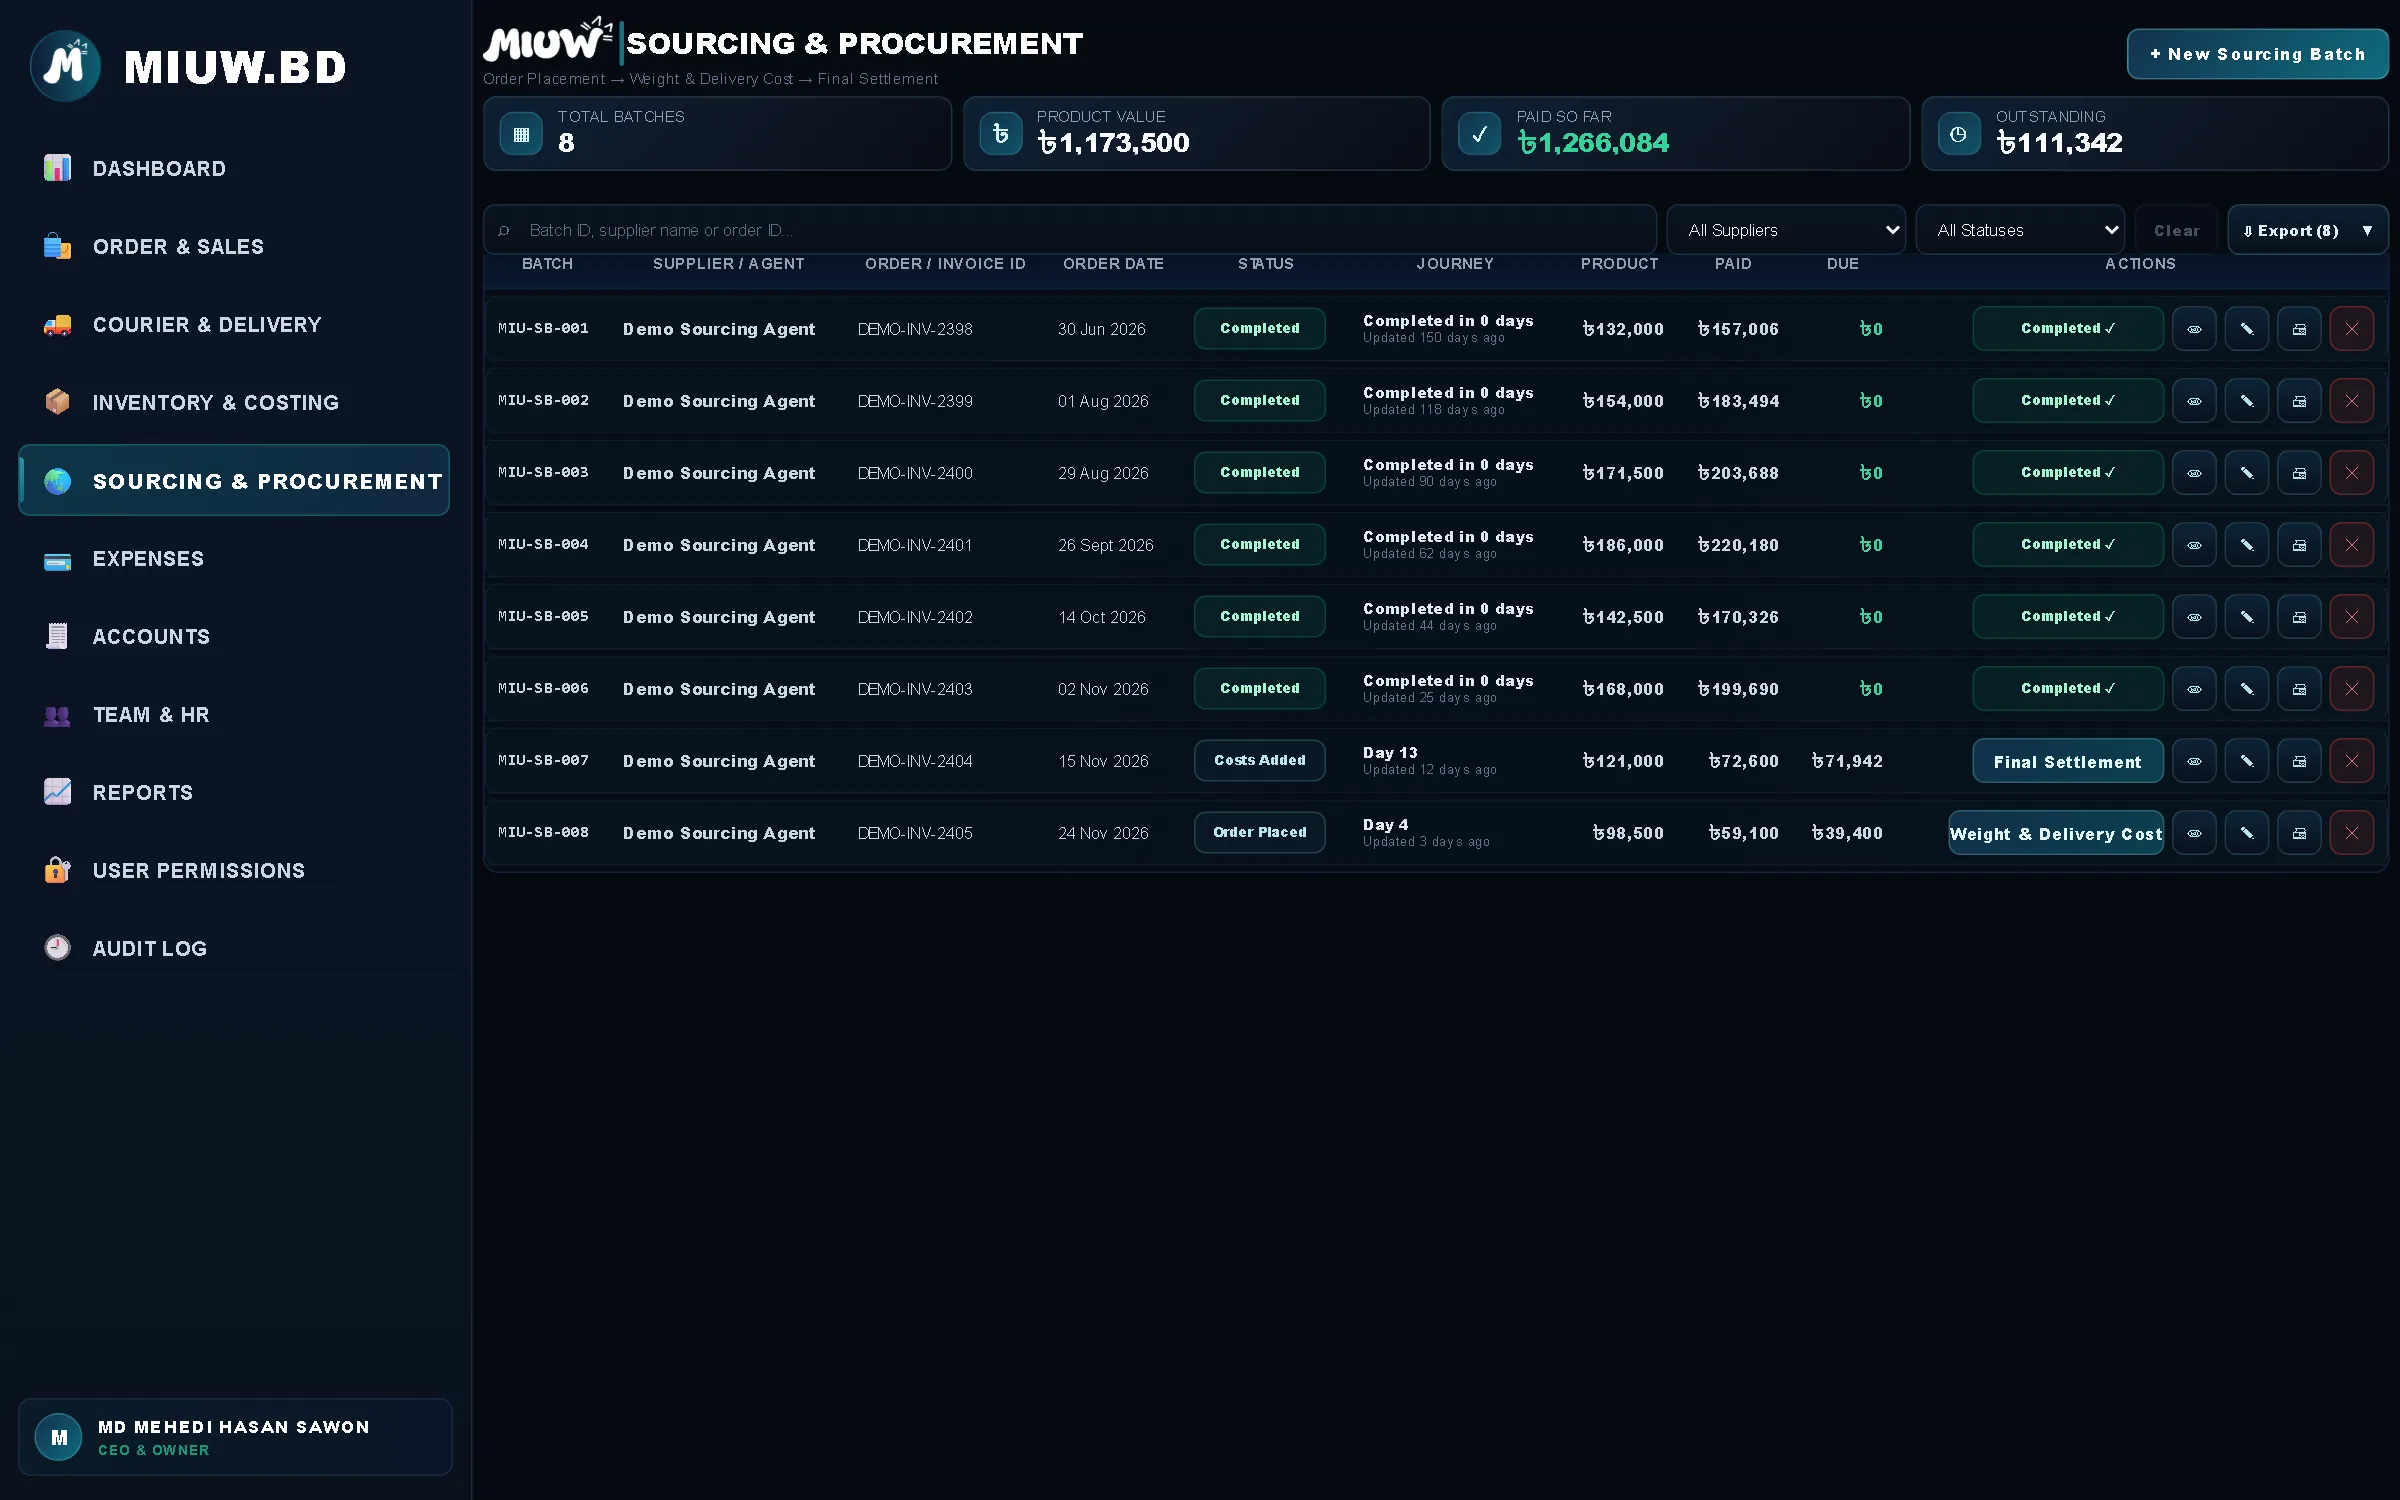 MIUW.BD
DASHBOARD
ORDER & SALES
COURIER & DELIVERY
INVENTORY & COSTING
SOURCING & PROCUREMENT
EXPENSES
ACCOUNTS
TEAM & HR
REPORTS
USER PERMISSIONS
AUDIT LOG
M MD MEHEDI HASAN SAWON
CEO & OWNER
MIUW SOURCING & PROCUREMENT
Order Placement → Weight & Delivery Cost → Final Settlement
+ New Sourcing Batch
TOTAL BATCHES
8
৳ PRODUCT VALUE
৳1,173,500
✓ PAID SO FAR
৳1,266,084
OUTSTANDING
৳111,342
Batch ID, supplier name or order ID... All Suppliers All Statuses Clear ⇩ Export (8) ▼
BATCH SUPPLIER / AGENT ORDER / INVOICE ID ORDER DATE STATUS JOURNEY PRODUCT PAID DUE ACTIONS
MIU-SB-001 Demo Sourcing Agent DEMO-INV-2398 30 Jun 2026 Completed Completed in 0 days ৳132,000 ৳157,006 ৳0 Completed ✓
Updated 150 days ago
MIU-SB-002 Demo Sourcing Agent DEMO-INV-2399 01 Aug 2026 Completed Completed in 0 days ৳154,000 ৳183,494 ৳0 Completed ✓
Updated 118 days ago
MIU-SB-003 Demo Sourcing Agent DEMO-INV-2400 29 Aug 2026 Completed Completed in 0 days ৳171,500 ৳203,688 ৳0 Completed ✓
Updated 90 days ago
MIU-SB-004 Demo Sourcing Agent DEMO-INV-2401 26 Sept 2026 Completed Completed in 0 days ৳186,000 ৳220,180 ৳0 Completed ✓
Updated 62 days ago
MIU-SB-005 Demo Sourcing Agent DEMO-INV-2402 14 Oct 2026 Completed Completed in 0 days ৳142,500 ৳170,326 ৳0 Completed ✓
Updated 44 days ago
MIU-SB-006 Demo Sourcing Agent DEMO-INV-2403 02 Nov 2026 Completed Completed in 0 days ৳168,000 ৳199,690 ৳0 Completed ✓
Updated 25 days ago
MIU-SB-007 Demo Sourcing Agent DEMO-INV-2404 15 Nov 2026 Costs Added Day 13 ৳121,000 ৳72,600 ৳71,942 Final Settlement
Updated 12 days ago
MIU-SB-008 Demo Sourcing Agent DEMO-INV-2405 24 Nov 2026 Order Placed Day 4 ৳98,500 ৳59,100 ৳39,400 Weight & Delivery Cost
Updated 3 days ago